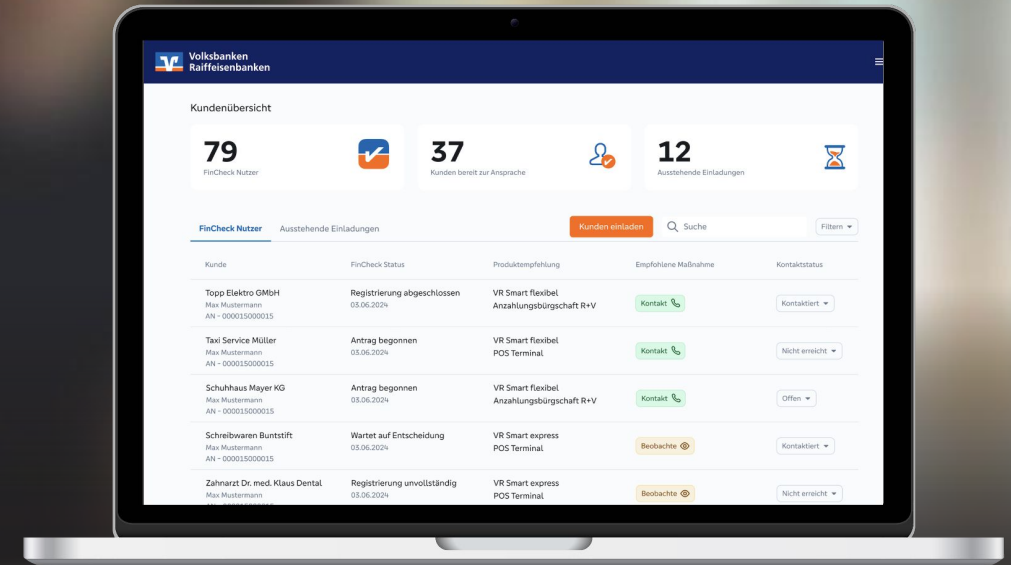 Volksbanken
Raiffeisenbanken
Kundenübersicht
79
FinCheck Nutzer
37
Kunden bereit zur Ansprache
12
Ausstehende Einladungen
FinCheck Nutzer
Ausstehende Einladungen
Kunden einladen
Suche
Filtern
Kunde
FinCheck Status
Produktempfehlung
Empfohlene Maßnahme
Kontaktstatus
Topp Elektro GMbH
Max Mustermann
AN - 000015000015
Registrierung abgeschlossen
03.06.2024
VR Smart flexibel
Anzahlungsbürgschaft R+V
Kontakt
Kontaktiert
Taxi Service Müller
Max Mustermann
AN - 000015000015
Antrag begonnen
03.06.2024
VR Smart flexibel
POS Terminal
Kontakt
Nicht erreicht
Schuhhaus Mayer KG
Max Mustermann
AN - 000015000015
Antrag begonnen
03.06.2024
VR Smart flexibel
Anzahlungsbürgschaft R+V
Kontakt
Offen
Schreibwaren Buntstift
Max Mustermann
AN - 000015000015
Wartet auf Entscheidung
03.06.2024
VR Smart express
POS Terminal
Beobachte
Kontaktiert
Zahnarzt Dr. med. Klaus Dental
Max Mustermann
Registrierung unvollständig
03.06.2024
VR Smart express
POS Terminal
Beobachte
Nicht erreicht